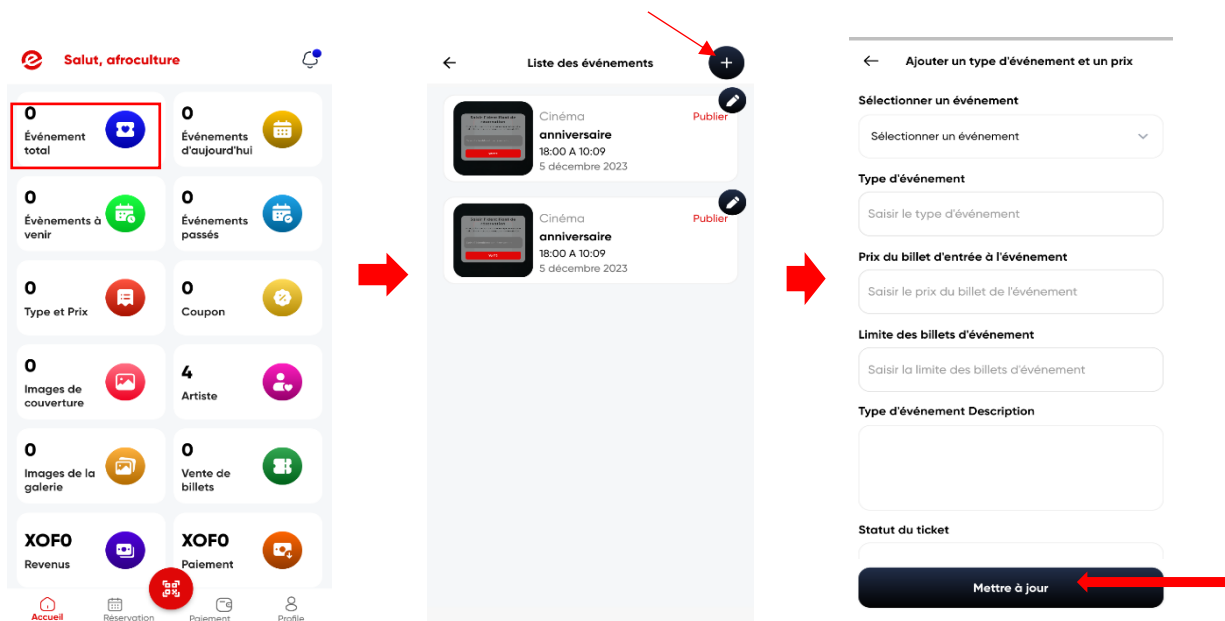 Salut, afroculture
0
Événement
total
0
Événements
d'aujourd'hui
0
Évènements à
venir
0
Événements
passés
0
Type et Prix
0
Coupon
0
Images de
couverture
4
Artiste
0
Images de la
galerie
0
Vente de
billets
XOF0
Revenus
XOF0
Paiement
Accueil
Réservation
Paiement
Profile
Liste des événements
Cinéma
Publier
anniversaire
18:00 A 10:09
5 décembre 2023
Cinéma
Publier
anniversaire
18:00 A 10:09
5 décembre 2023
Ajouter un type d'événement et un prix
Sélectionner un événement
Sélectionner un événement
Type d'événement
Saisir le type d'événement
Prix du billet d'entrée à l'événement
Saisir le prix du billet de l'événement
Limite des billets d'événement
Saisir la limite des billets d'événement
Type d'événement Description
Statut du ticket
Mettre à jour